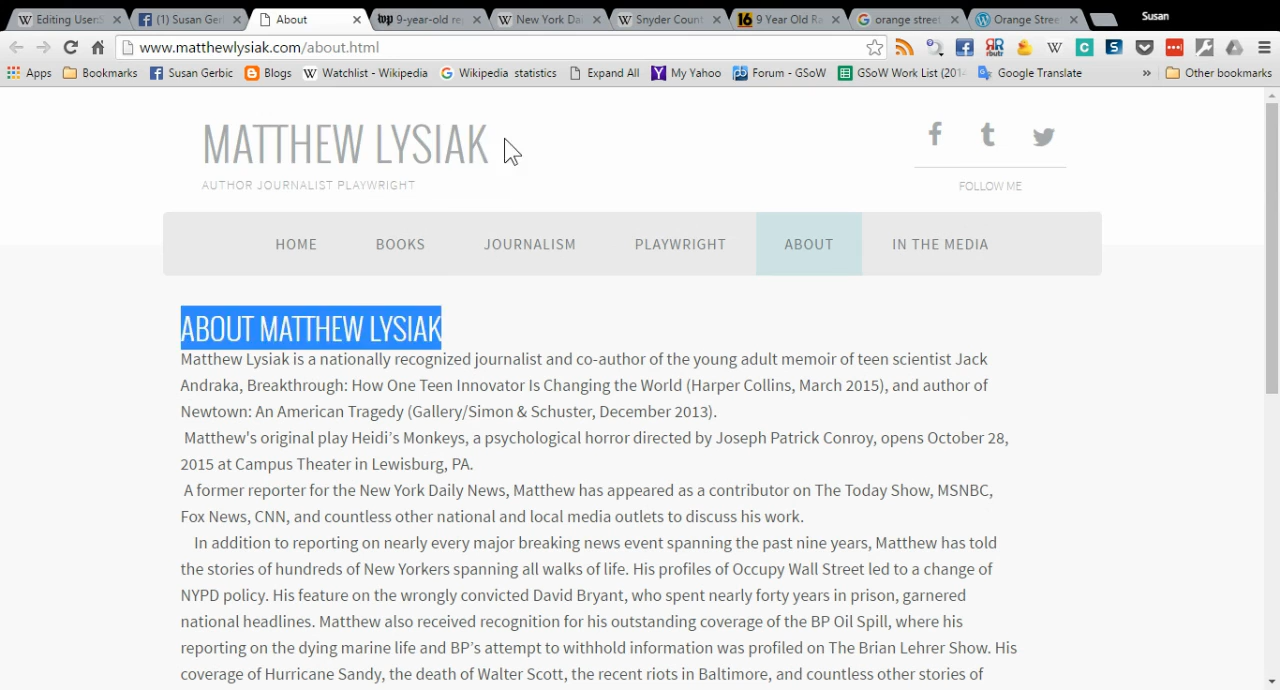 Editing User:S
(1) Susan Gerl
About
9-year-old re
New York Da
Snyder Count
9 Year Old Ra
orange street
Orange Stree
Susan
www.matthewlysiak.com/about.html
Apps
Bookmarks
Susan Gerbic
Blogs
Watchlist - Wikipedia
Wikipedia statistics
Expand All
My Yahoo
Forum - GSoW
GSoW Work List (201
Google Translate
» Other bookmarks
MATTHEW LYSIAK
AUTHOR JOURNALIST PLAYWRIGHT
FOLLOW ME
HOME
BOOKS
JOURNALISM
PLAYWRIGHT
ABOUT
IN THE MEDIA
ABOUT MATTHEW LYSIAK
Matthew Lysiak is a nationally recognized journalist and co-author of the young adult memoir of teen scientist Jack
Andraka, Breakthrough: How One Teen Innovator Is Changing the World (Harper Collins, March 2015), and author of
Newtown: An American Tragedy (Gallery/Simon & Schuster, December 2013).
Matthew's original play Heidi’s Monkeys, a psychological horror directed by Joseph Patrick Conroy, opens October 28,
2015 at Campus Theater in Lewisburg, PA.
A former reporter for the New York Daily News, Matthew has appeared as a contributor on The Today Show, MSNBC,
Fox News, CNN, and countless other national and local media outlets to discuss his work.
In addition to reporting on nearly every major breaking news event spanning the past nine years, Matthew has told
the stories of hundreds of New Yorkers spanning all walks of life. His profiles of Occupy Wall Street led to a change of
NYPD policy. His feature on the wrongly convicted David Bryant, who spent nearly forty years in prison, garnered
national headlines. Matthew also received recognition for his outstanding coverage of the BP Oil Spill, where his
reporting on the dying marine life and BP’s attempt to withhold information was profiled on The Brian Lehrer Show. His
coverage of Hurricane Sandy, the death of Walter Scott, the recent riots in Baltimore, and countless other stories of